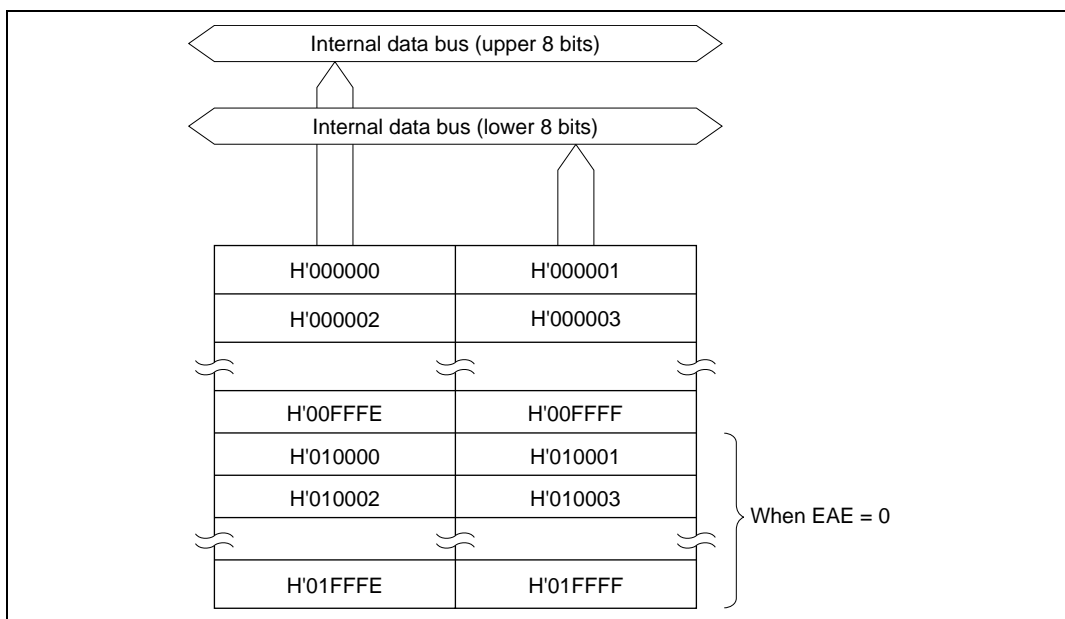 Internal data bus (upper 8 bits)
Internal data bus (lower 8 bits)
H'000000 H'000001
H'000002 H'000003
H'00FFFE H'00FFFF
H'010000 H'010001
H'010002 H'010003
When EAE = 0
H'01FFFE H'01FFFF